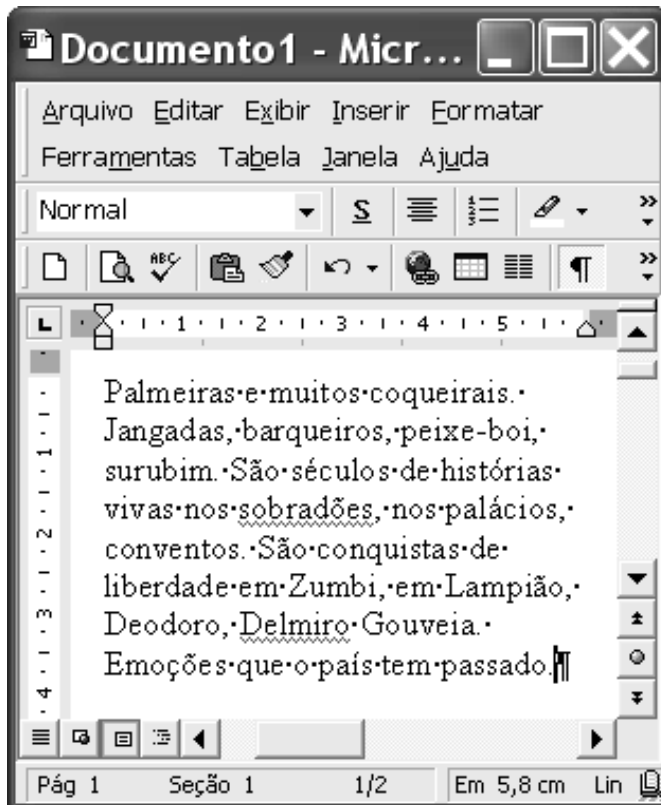 Documento1 - Micr...
Arquivo Editar Exibir Inserir Formatar
Ferramentas Tabela Janela Ajuda
Normal S
ABC ¶
L 1 2 3 4 5
Palmeiras·e·muitos·coqueirais.·
Jangadas,·barqueiros,·peixe-boi,·
surubim.·São·séculos·de·histórias·
vivas·nos·sobradões,·nos·palácios,·
conventos.·São·conquistas·de·
liberdade·em·Zumbi,·em·Lampião,·
Deodoro,·Delmiro·Gouveia.·
Emoções·que·o·país·tem·passado.¶
1
2
3
4
Pág 1 Seção 1 1/2 Em 5,8 cm Lin